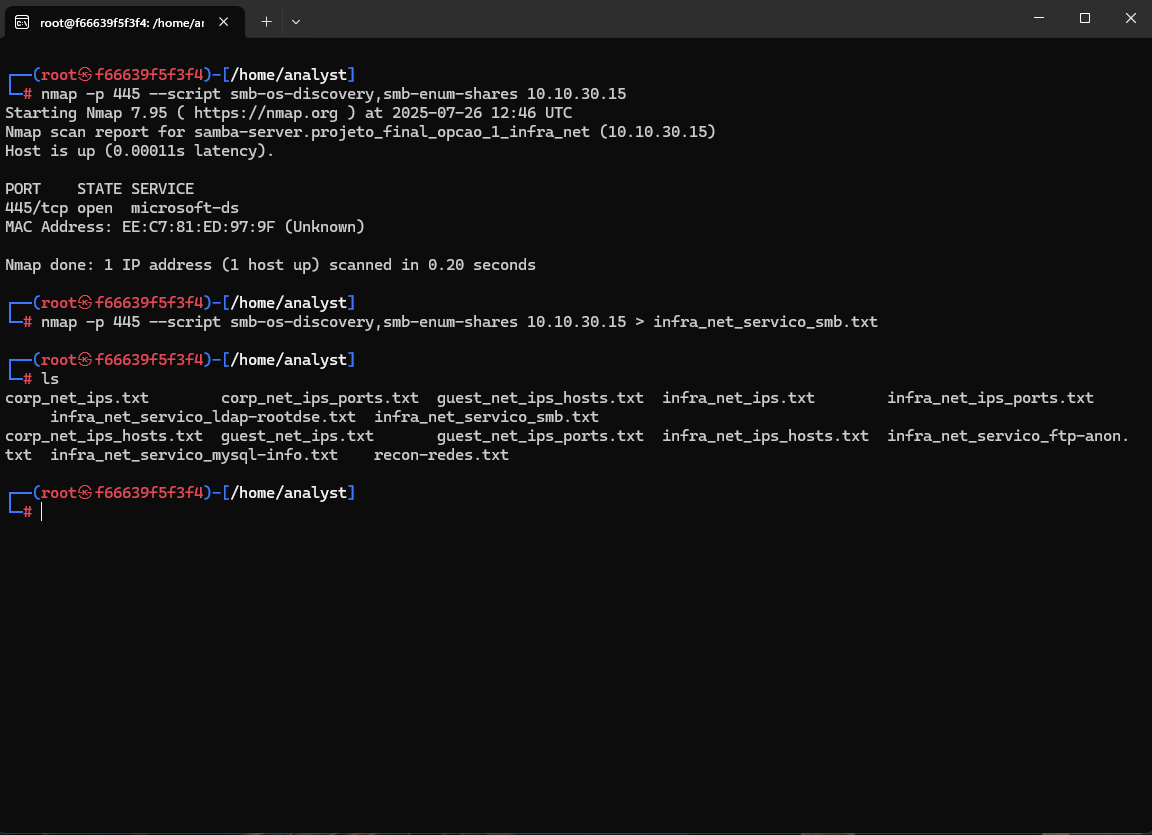 root@f66639f5f3f4: /home/ar
┌──(root㉿f66639f5f3f4)-[/home/analyst]
└─# nmap -p 445 --script smb-os-discovery,smb-enum-shares 10.10.30.15
Starting Nmap 7.95 ( https://nmap.org ) at 2025-07-26 12:46 UTC
Nmap scan report for samba-server.projeto_final_opcao_1_infra_net (10.10.30.15)
Host is up (0.00011s latency).
PORT    STATE SERVICE
445/tcp open  microsoft-ds
MAC Address: EE:C7:81:ED:97:9F (Unknown)
Nmap done: 1 IP address (1 host up) scanned in 0.20 seconds
┌──(root㉿f66639f5f3f4)-[/home/analyst]
└─# nmap -p 445 --script smb-os-discovery,smb-enum-shares 10.10.30.15 > infra_net_servico_smb.txt
┌──(root㉿f66639f5f3f4)-[/home/analyst]
└─# ls
corp_net_ips.txt        corp_net_ips_ports.txt  guest_net_ips_hosts.txt  infra_net_ips.txt        infra_net_ips_ports.txt
     infra_net_servico_ldap-rootdse.txt  infra_net_servico_smb.txt
corp_net_ips_hosts.txt  guest_net_ips.txt       guest_net_ips_ports.txt  infra_net_ips_hosts.txt  infra_net_servico_ftp-anon.
txt  infra_net_servico_mysql-info.txt    recon-redes.txt
┌──(root㉿f66639f5f3f4)-[/home/analyst]
└─#